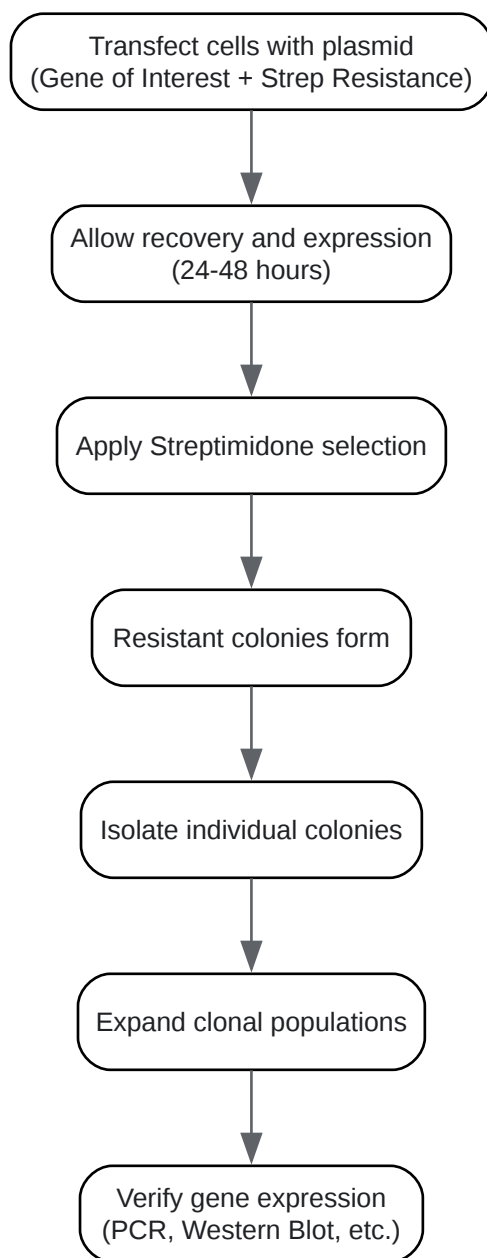 Transfect cells with plasmid
(Gene of Interest + Strep Resistance)
Allow recovery and expression
(24-48 hours)
Apply Streptimidone selection
Resistant colonies form
Isolate individual colonies
Expand clonal populations
Verify gene expression
(PCR, Western Blot, etc.)